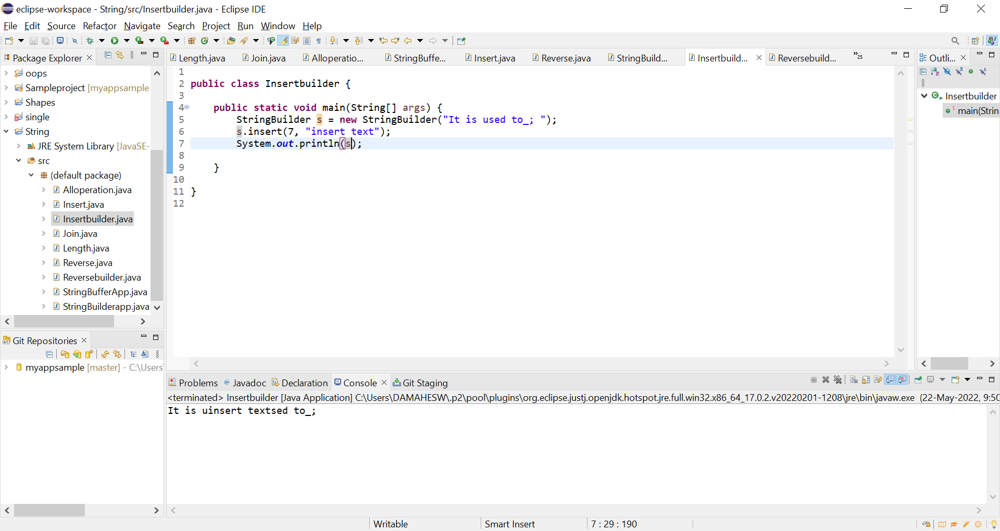 eclipse-workspace - String/src/Insertbuilder.java - Eclipse IDE
File Edit Source Refactor Navigate Search Project Run Window Help
Package Explorer
oops
Sampleproject [myappsample
Shapes
single
String
JRE System Library [JavaSE-
src
(default package)
Alloperation.java
Insert.java
Insertbuilder.java
Join.java
Length.java
Reverse.java
Reversebuilder.java
StringBufferApp.java
StringBuilderapp.java
Git Repositories
myappsample [master] - C:\Users
Length.java Join.java Alloperatio... StringBuffe... Insert.java Reverse.java StringBuild... Insertbuild... Reversebuild... »25
1
2 public class Insertbuilder {
3
4 public static void main(String[] args) {
5 StringBuilder s = new StringBuilder("It is used to_; ");
6 s.insert(7, "insert text");
7 System.out.println(s);
8
9 }
10
11 }
12
Outli...
Insertbuilder
main(Strin
Problems Javadoc Declaration Console Git Staging
<terminated> Insertbuilder [Java Application] C:\Users\DAMAHESW\.p2\pool\plugins\org.eclipse.justj.openjdk.hotspot.jre.full.win32.x86_64_17.0.2.v20220201-1208\jre\bin\javaw.exe (22-May-2022, 9:50
It is uinsert textsed to_;
Writable Smart Insert 7 : 29 : 190